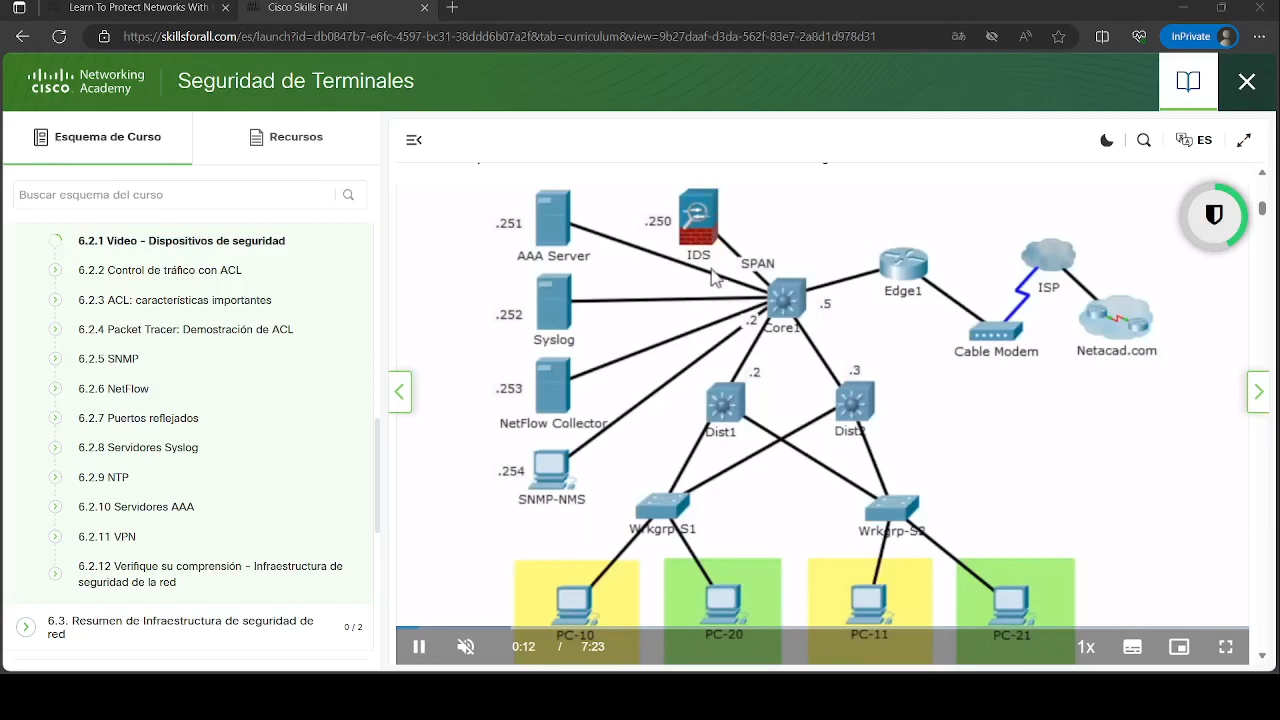 Learn To Protect Networks With
Cisco Skills For All
https://skillsforall.com/es/launch?id=db0847b7-e6fc-4597-bc31-38ddd6b07a2f&tab=curriculum&view=9b27daaf-d3da-562f-83e7-2a8d1d978d31
InPrivate
CISCO
Networking
Academy
Seguridad de Terminales
Esquema de Curso
Recursos
ES
Buscar esquema del curso
6.2.1 Video - Dispositivos de seguridad
6.2.2 Control de tráfico con ACL
6.2.3 ACL: características importantes
6.2.4 Packet Tracer: Demostración de ACL
6.2.5 SNMP
6.2.6 NetFlow
6.2.7 Puertos reflejados
6.2.8 Servidores Syslog
6.2.9 NTP
6.2.10 Servidores AAA
6.2.11 VPN
6.2.12 Verifique su comprensión - Infraestructura de
seguridad de la red
6.3. Resumen de Infraestructura de seguridad de
red
0 / 2
.251
AAA Server
.250
IDS
SPAN
.252
Syslog
.253
NetFlow Collector
.254
SNMP-NMS
.2
Core1
.5
Edge1
Cable Modem
ISP
Netacad.com
.2
Dist1
.3
Dist2
Wrkgrp-S1
Wrkgrp-S2
PC-10
PC-20
PC-11
PC-21
0:12 / 7:23
1x